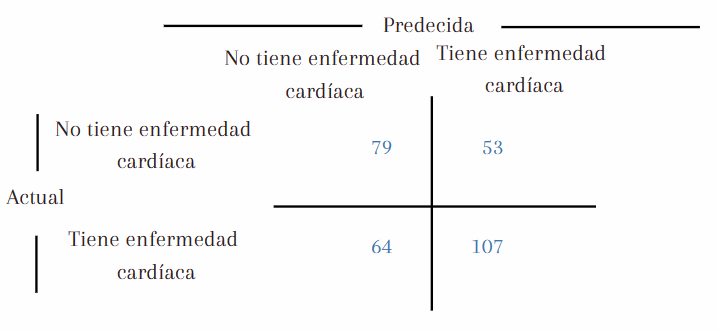 Predecida
No tiene enfermedad
cardíaca
Tiene enfermedad
cardíaca
No tiene enfermedad
cardíaca
79
53
Actual
Tiene enfermedad
cardíaca
64
107